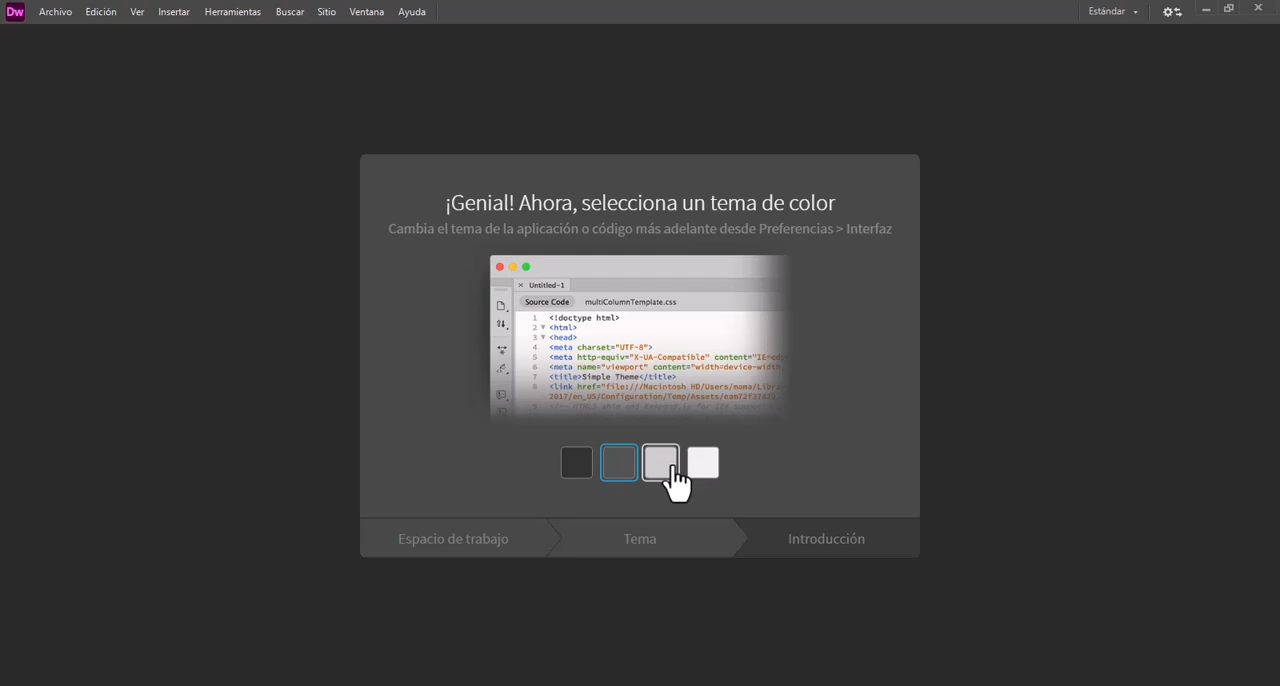 Dw Archivo Edición Ver Insertar Herramientas Buscar Sitio Ventana Ayuda Estándar
¡Genial! Ahora, selecciona un tema de color
Cambia el tema de la aplicación o código más adelante desde Preferencias > Interfaz
× Untitled-1
Source Code multiColumnTemplate.css
1 <!doctype html>
2 <html>
3 <head>
4 <meta charset="UTF-8">
5 <meta http-equiv="X-UA-Compatible" content="IE=edg
6 <meta name="viewport" content="width=device-width,
7 <title>Simple Theme</title>
8 <link href="file:///Macintosh HD/Users/mama/Libra
2017/en_US/Configuration/Temp/Assets/eam72f37823
Espacio de trabajo Tema Introducción